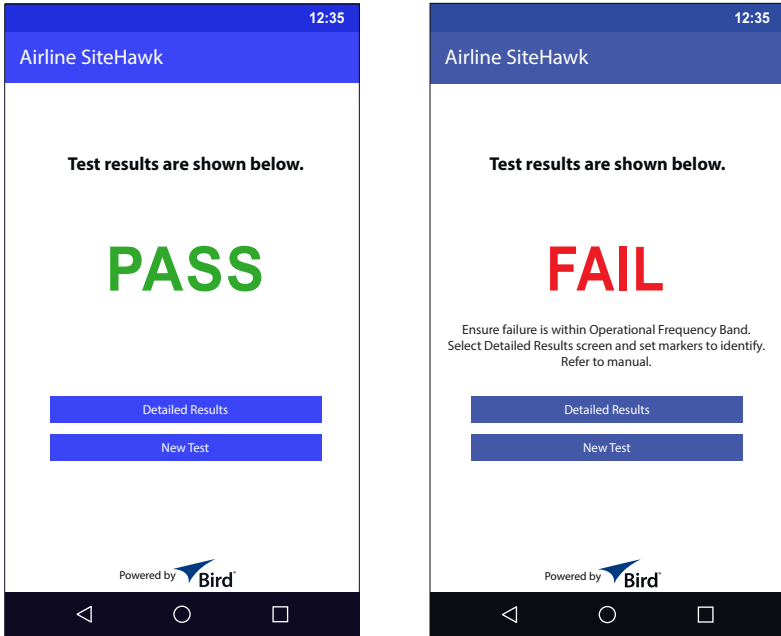 12:35
Airline SiteHawk
Test results are shown below.
PASS
Detailed Results
New Test
Powered by Bird®
12:35
Airline SiteHawk
Test results are shown below.
FAIL
Ensure failure is within Operational Frequency Band.
Select Detailed Results screen and set markers to identify.
Refer to manual.
Detailed Results
New Test
Powered by Bird®